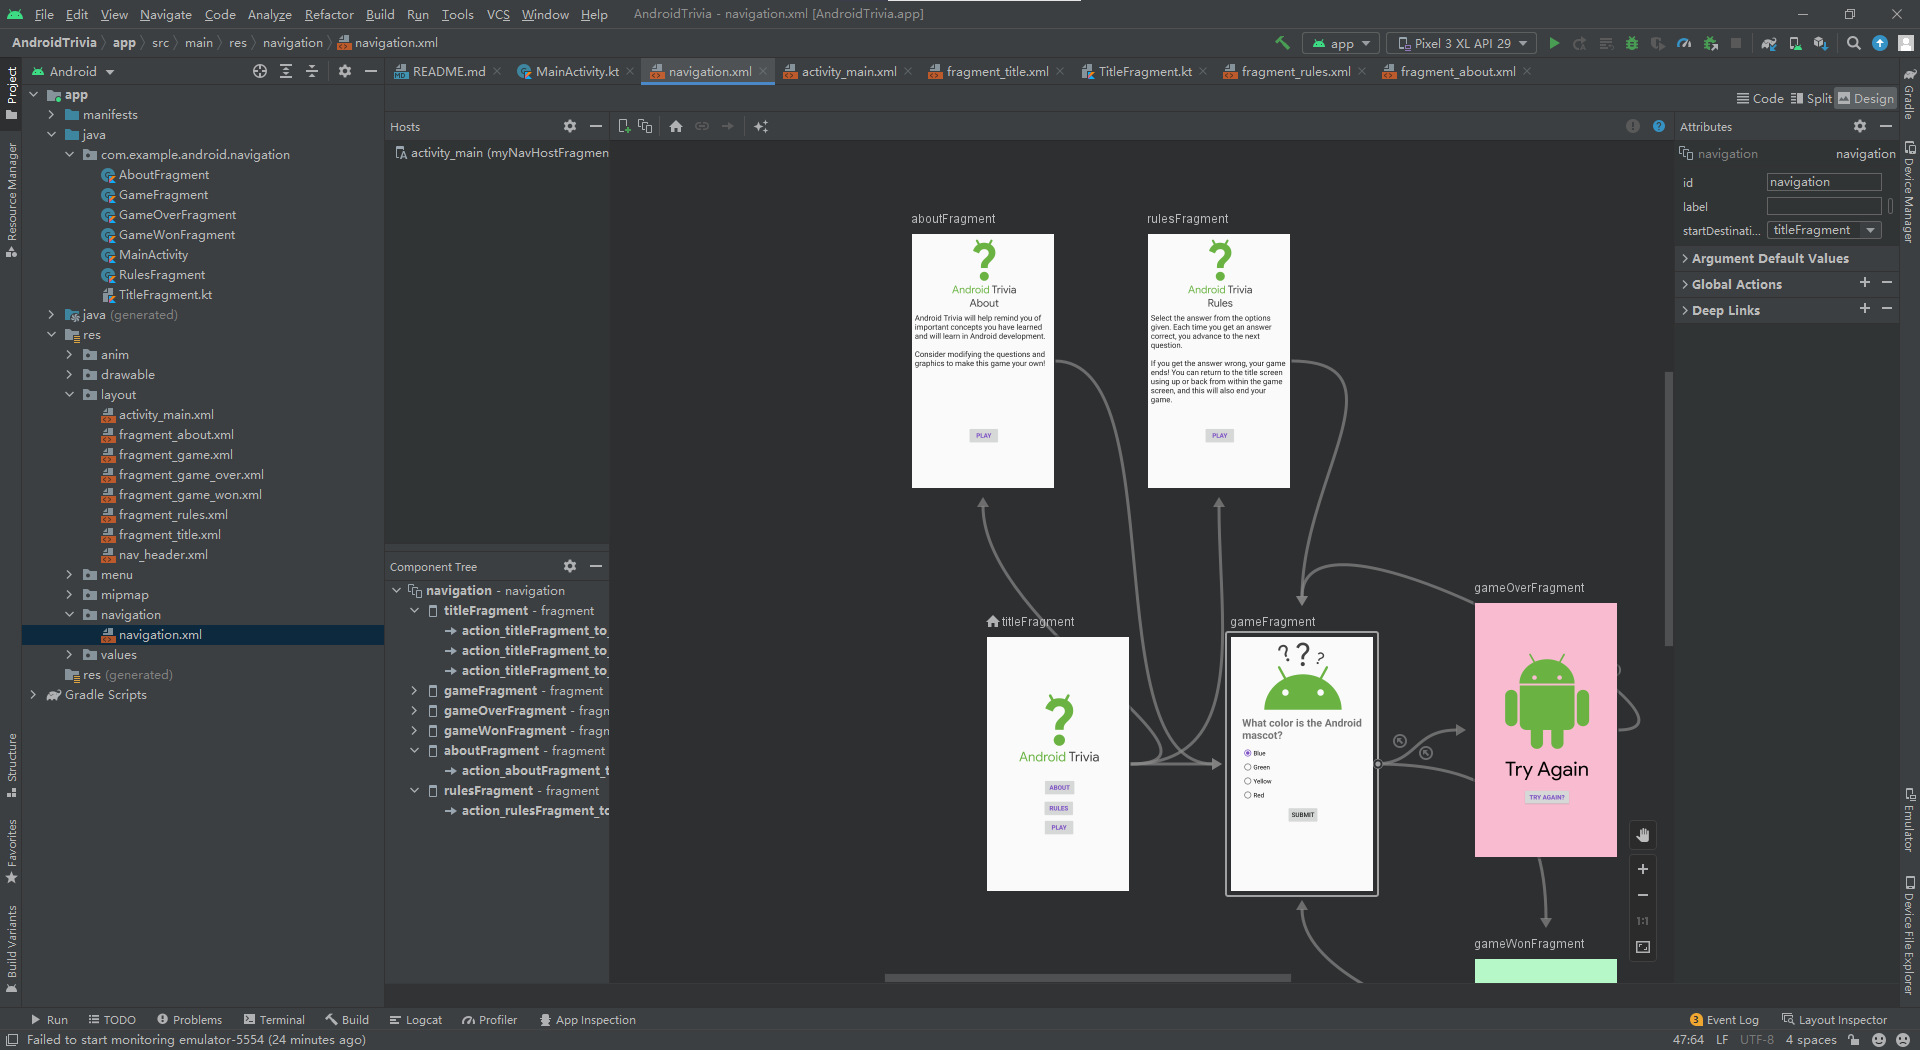 File Edit View Navigate Code Analyze Refactor Build Run Tools VCS Window Help AndroidTrivia - navigation.xml [AndroidTrivia.app]
AndroidTrivia app src main res navigation navigation.xml
app Pixel 3 XL API 29
Android
README.md MainActivity.kt navigation.xml activity_main.xml fragment_title.xml TitleFragment.kt fragment_rules.xml fragment_about.xml
Code Split Design
Project
Resource Manager
Structure
Favorites
Build Variants
app
manifests
java
com.example.android.navigation
AboutFragment
GameFragment
GameOverFragment
GameWonFragment
MainActivity
RulesFragment
TitleFragment.kt
java (generated)
res
anim
drawable
layout
activity_main.xml
fragment_about.xml
fragment_game.xml
fragment_game_over.xml
fragment_game_won.xml
fragment_rules.xml
fragment_title.xml
nav_header.xml
menu
mipmap
navigation
navigation.xml
values
res (generated)
Gradle Scripts
Hosts
activity_main (myNavHostFragmen
Component Tree
navigation - navigation
titleFragment - fragment
action_titleFragment_to_
action_titleFragment_to_
action_titleFragment_to_
gameFragment - fragment
gameOverFragment - fragn
gameWonFragment - fragn
aboutFragment - fragment
action_aboutFragment_t
rulesFragment - fragment
action_rulesFragment_to
aboutFragment
Android Trivia
About
Android Trivia will help remind you of
important concepts you have learned
and will learn in Android development.
Consider modifying the questions and
graphics to make this game your own!
PLAY
rulesFragment
Android Trivia
Rules
Select the answer from the options
given. Each time you get an answer
correct, you advance to the next
question.
If you get the answer wrong, your game
ends! You can return to the title screen
using up or back from within the game
screen, and this will also end your
game.
PLAY
titleFragment
Android Trivia
ABOUT
RULES
PLAY
gameFragment
???
What color is the Android
mascot?
Blue
Green
Yellow
Red
SUBMIT
gameOverFragment
Try Again
TRY AGAIN?
gameWonFragment
1:1
Attributes
navigation navigation
id navigation
label
startDestinati... titleFragment
Argument Default Values
Global Actions
Deep Links
Gradle
Device Manager
Emulator
Device File Explorer
Run TODO Problems Terminal Build Logcat Profiler App Inspection
3 Event Log Layout Inspector
Failed to start monitoring emulator-5554 (24 minutes ago)
47:64 LF UTF-8 4 spaces